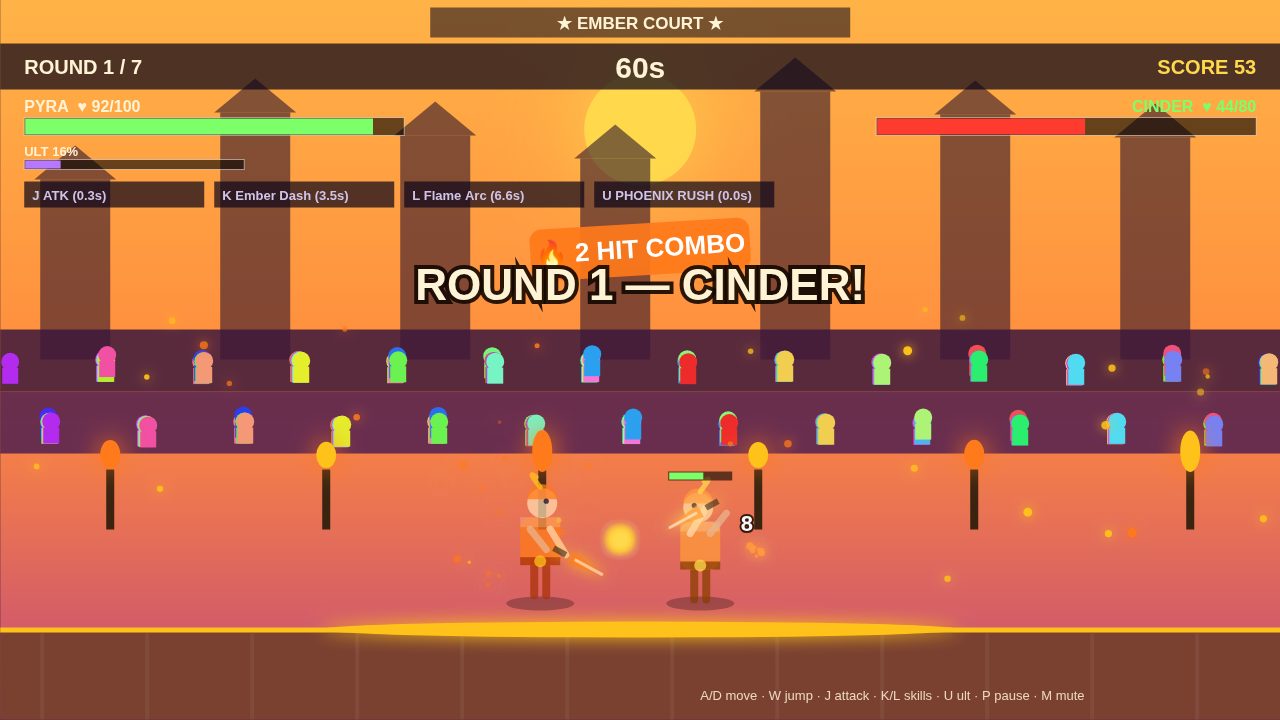 ★ EMBER COURT ★
ROUND 1 / 7
60s
SCORE 53
PYRA ♥ 92/100
CINDER ♥ 44/80
ULT 16%
J ATK (0.3s)
K Ember Dash (3.5s)
L Flame Arc (6.6s)
U PHOENIX RUSH (0.0s)
🔥 2 HIT COMBO
ROUND 1 — CINDER!
8
A/D move · W jump · J attack · K/L skills · U ult · P pause · M mute